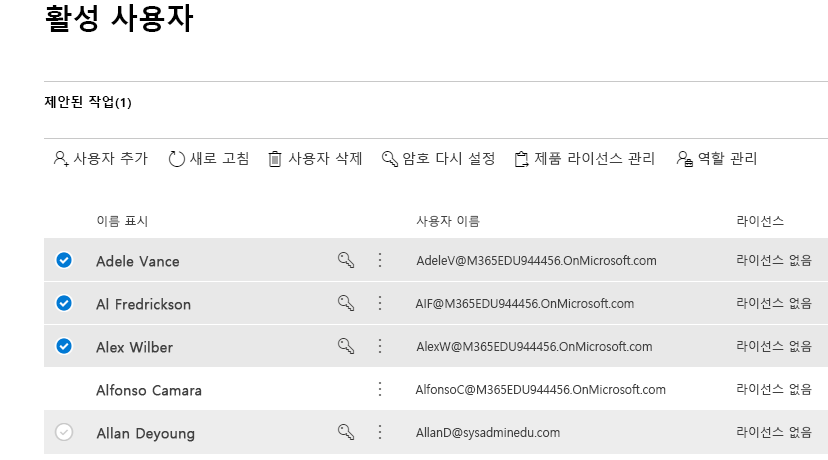 활성 사용자
제안된 작업(1)
사용자 추가 새로 고침 사용자 삭제 암호 다시 설정 제품 라이선스 관리 역할 관리
이름 표시 사용자 이름 라이선스
Adele Vance AdeleV@M365EDU944456.OnMicrosoft.com 라이선스 없음
Al Fredrickson AlF@M365EDU944456.OnMicrosoft.com 라이선스 없음
Alex Wilber AlexW@M365EDU944456.OnMicrosoft.com 라이선스 없음
Alfonso Camara AlfonsoC@M365EDU944456.OnMicrosoft.com 라이선스 없음
Allan Deyoung AllanD@sysadminedu.com 라이선스 없음